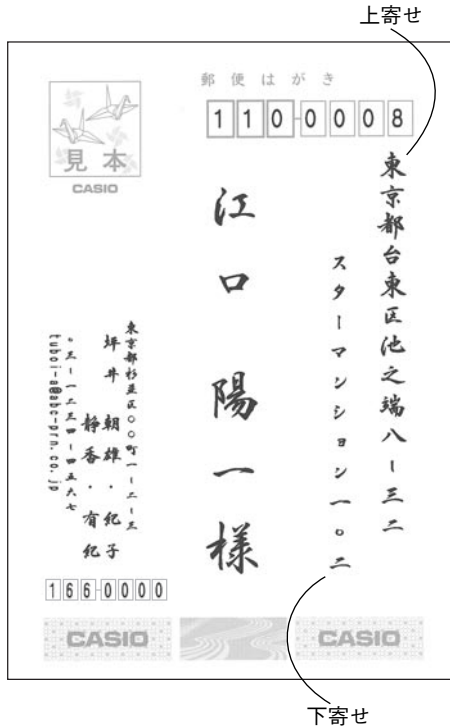 上寄せ
郵便はがき
110-0008
見本
CASIO
東京都台東区池之端八ー三二
スターマンション一〇二
江口 陽一様
東京都杉並区〇〇町一ー二ー三
坪井 朝雄・紀子
静香・有紀
〇三ー一二三四ー四五六七
tuboi-a@abc-prn.co.jp
166-0000
CASIO
CASIO
下寄せ